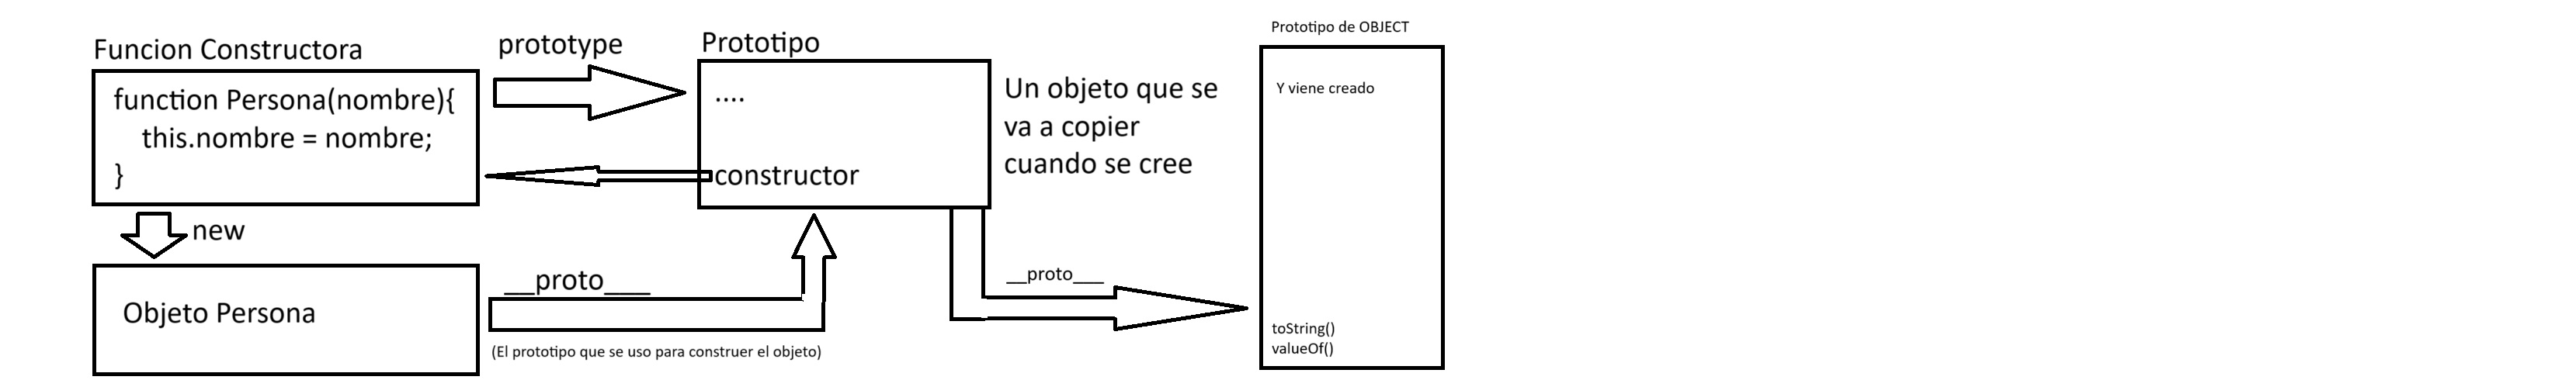 Funcion Constructora
function Persona(nombre){
this.nombre = nombre;
}
new
Objeto Persona
prototype
Prototipo
....
constructor
__proto___
(El prototipo que se uso para construer el objeto)
Un objeto que se
va a copier
cuando se cree
__proto___
Prototipo de OBJECT
Y viene creado
toString()
valueOf()